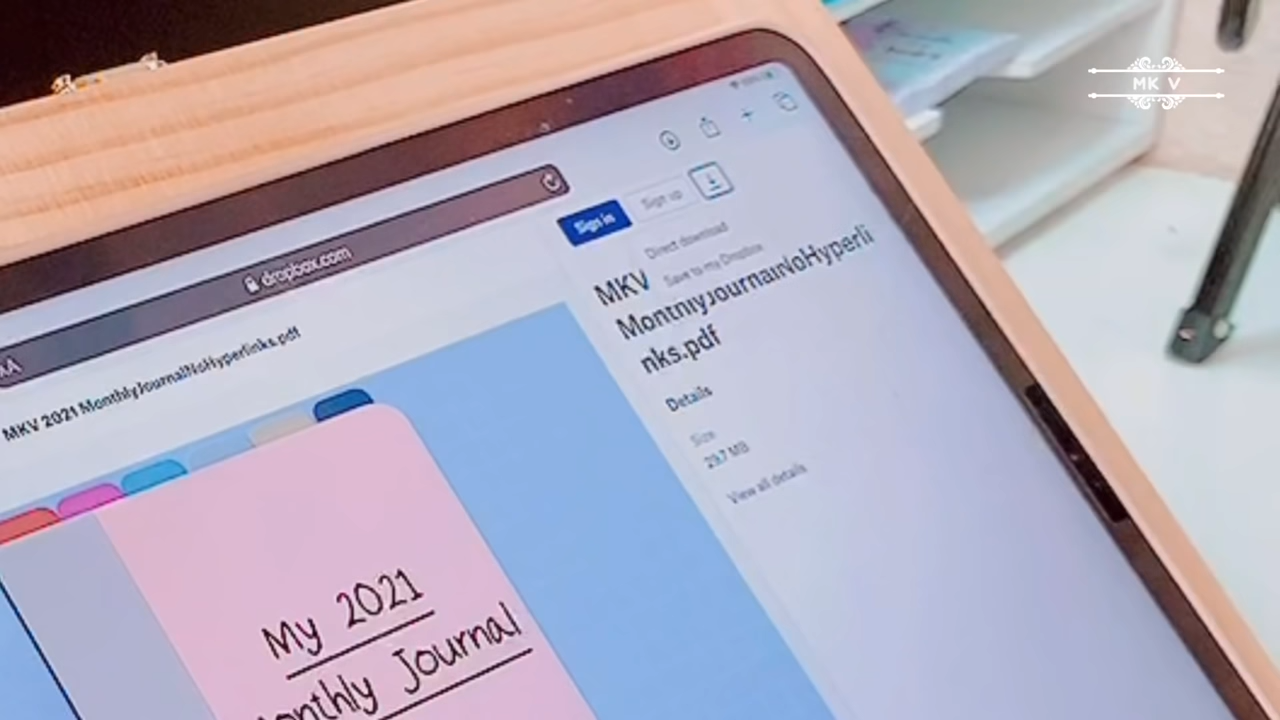 MK V
dropbox.com
Sign in
Sign up
Direct download
Save to my Dropbox
MKV 2021 MonthlyJournalNoHyperlinks.pdf
MKV
MonthlyJournalNoHyperli
nks.pdf
Details
Size
29.7 MB
View all details
My 2021
onthly Journal